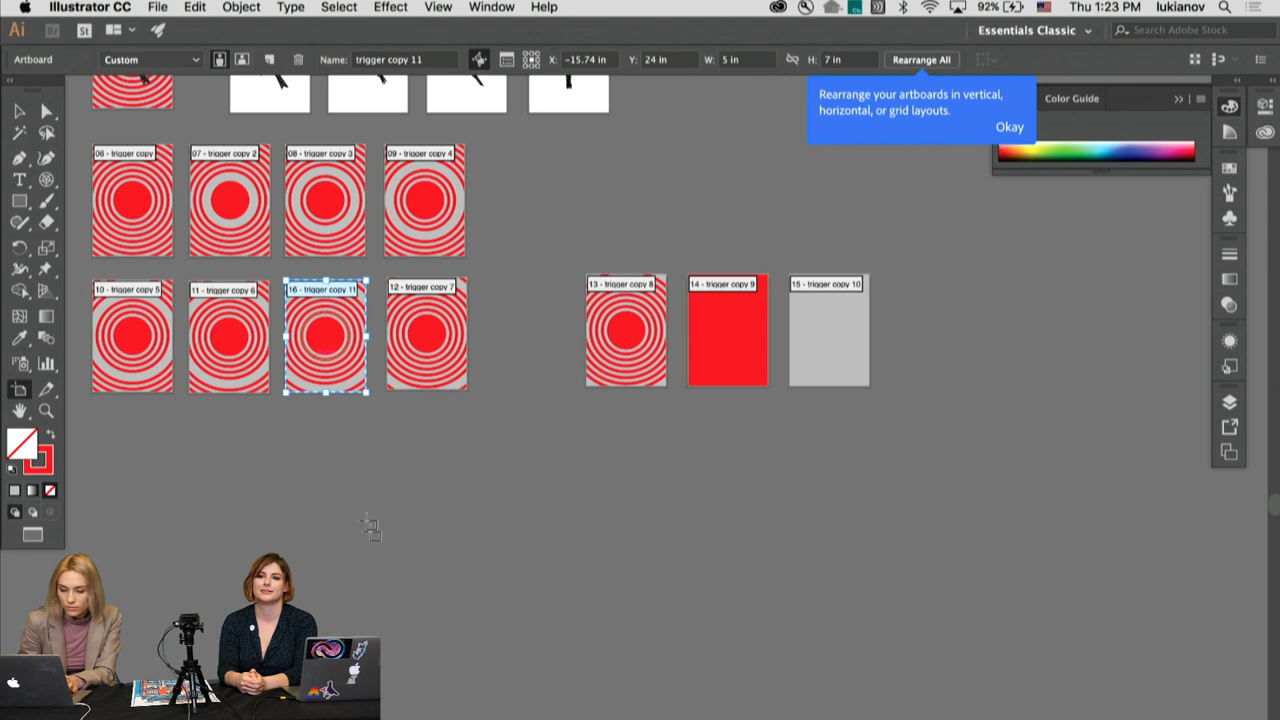 Illustrator CC File Edit Object Type Select Effect View Window Help 92% Thu 1:23 PM lukianov
Ai Br St Essentials Classic Search Adobe Stock
Artboard Custom Name: trigger copy 11 X: -15.74 in Y: 24 in W: 5 in H: 7 in Rearrange All
Rearrange your artboards in vertical,
horizontal, or grid layouts.
Okay
Color Guide
06 - trigger copy 07 - trigger copy 2 08 - trigger copy 3 09 - trigger copy 4
10 - trigger copy 5 11 - trigger copy 6 16 - trigger copy 11 12 - trigger copy 7 13 - trigger copy 8 14 - trigger copy 9 15 - trigger copy 10